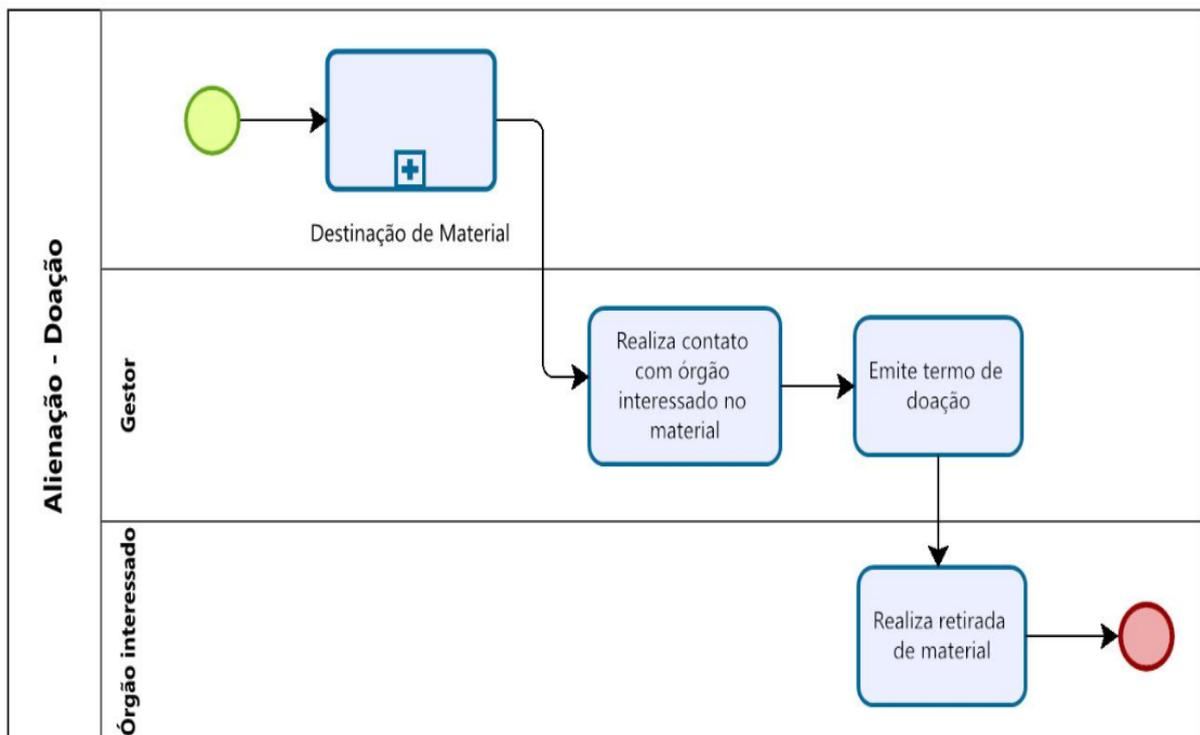 Alienação - Doação
Destinação de Material
Gestor
Realiza contato
com órgão
interessado no
material
Emite termo de
doação
Órgão interessado
Realiza retirada
de material